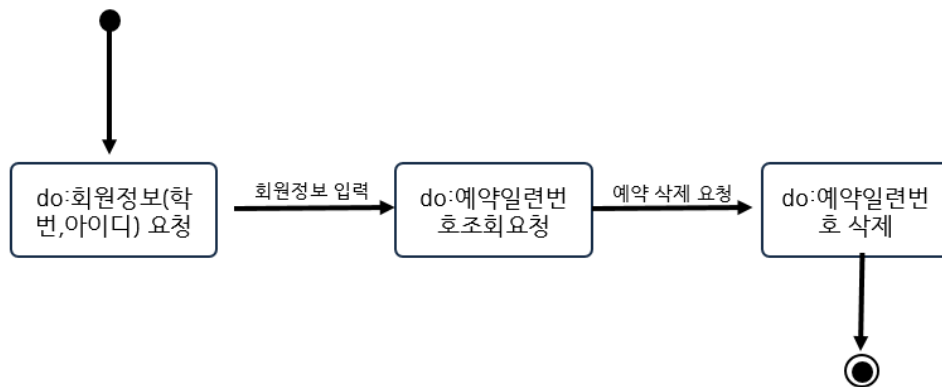 do:회원정보(학
번,아이디) 요청
회원정보 입력
do:예약일련번
호조회요청
예약 삭제 요청
do:예약일련번
호 삭제